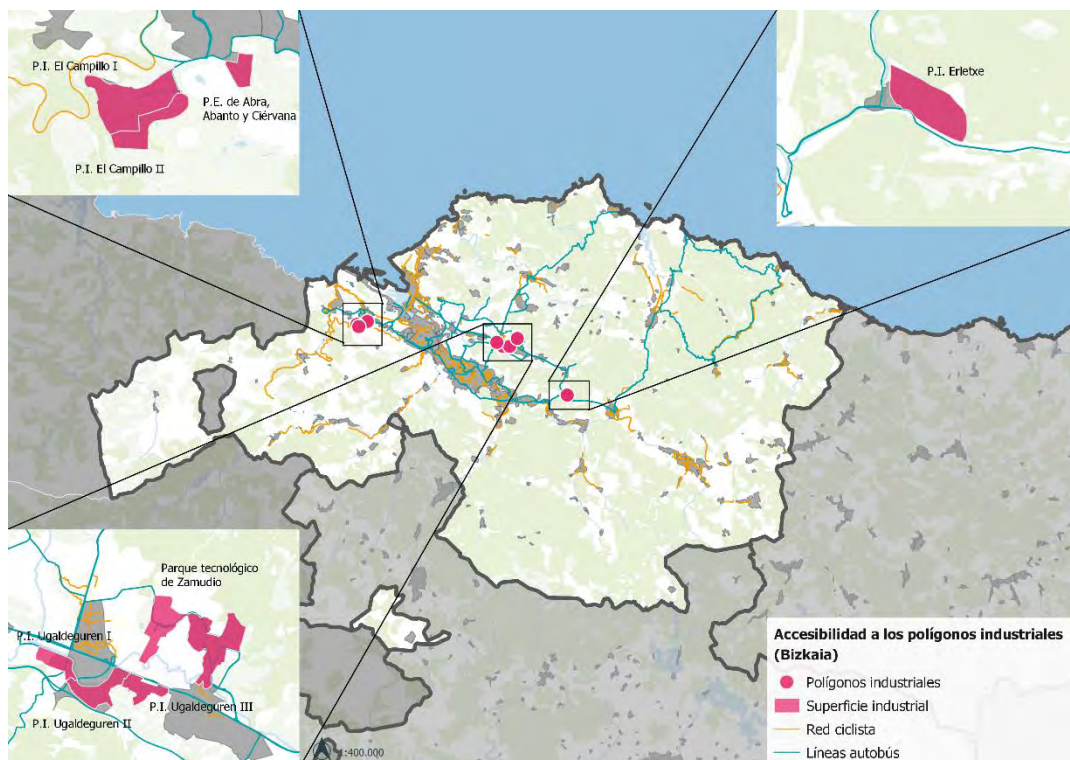 P.I. El Campillo I
P.E. de Abra,
Abanto y Ciérvana
P.I. El Campillo II
P.I. Erletxe
Parque tecnológico
de Zamudio
P.I. Ugaldeguren I
P.I. Ugaldeguren III
P.I. Ugaldeguren II
1:400.000
Accesibilidad a los polígonos industriales
(Bizkaia)
Polígonos industriales
Superficie industrial
Red ciclista
Líneas autobús